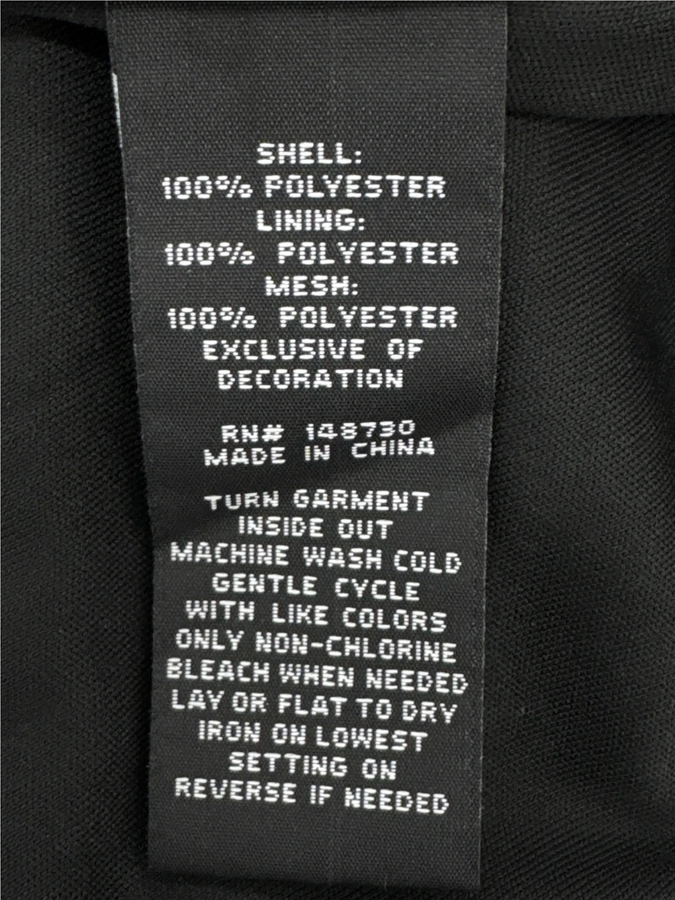 SHELL:
100% POLYESTER
LINING:
100% POLYESTER
MESH:
100% POLYESTER
EXCLUSIVE OF
DECORATION
RN# 148730
MADE IN CHINA
TURN GARMENT
INSIDE OUT
MACHINE WASH COLD
GENTLE CYCLE
WITH LIKE COLORS
ONLY NON-CHLORINE
BLEACH WHEN NEEDED
LAY OR FLAT TO DRY
IRON ON LOWEST
SETTING ON
REVERSE IF NEEDED